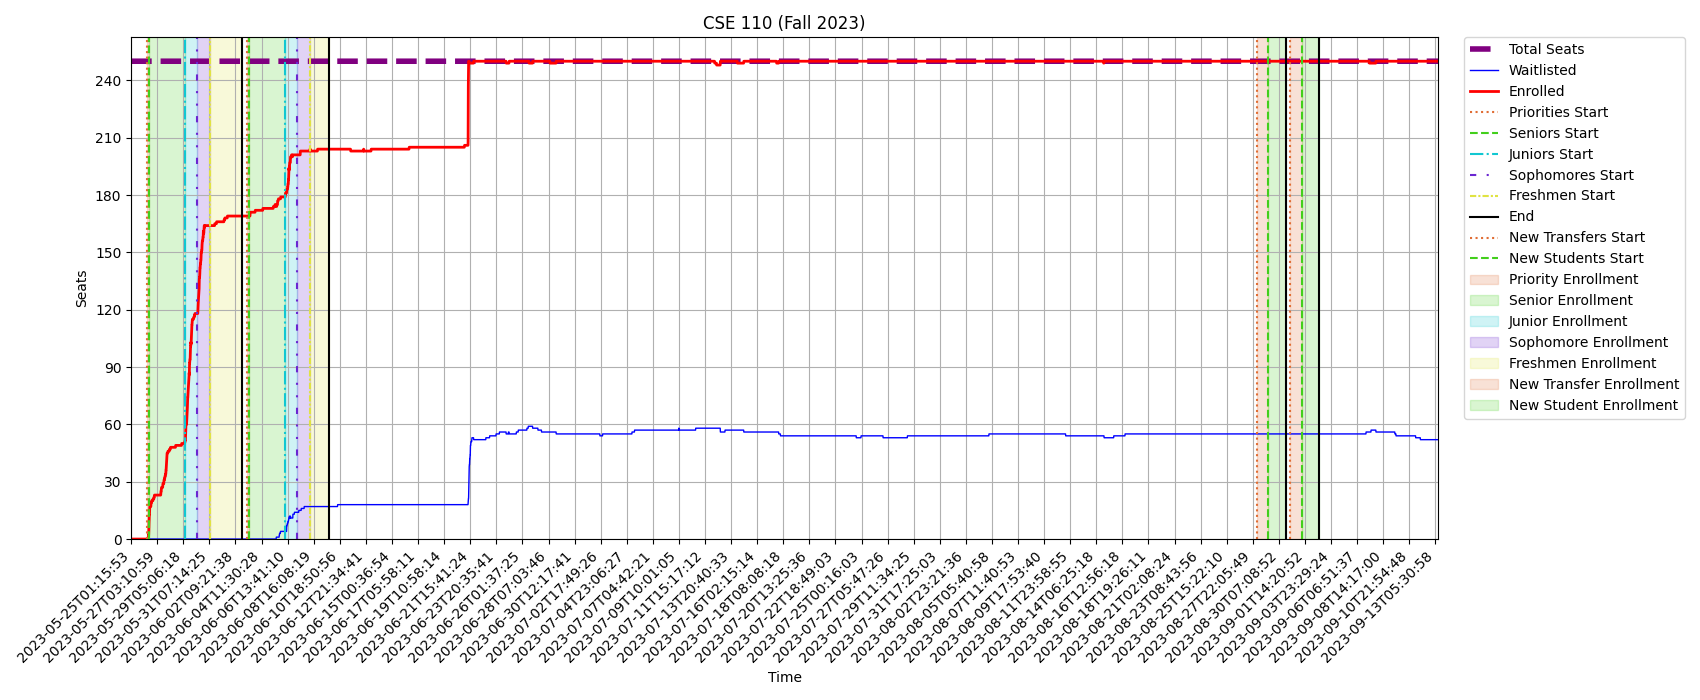 CSE 110 (Fall 2023)
Seats
240
210
180
150
120
90
60
30
0
2023-05-25T01:15:53
2023-05-27T03:10:59
2023-05-29T05:06:18
2023-05-31T07:14:25
2023-06-02T09:21:38
2023-06-04T11:30:28
2023-06-06T13:41:10
2023-06-08T16:08:19
2023-06-10T18:50:56
2023-06-12T21:34:41
2023-06-15T00:36:54
2023-06-17T05:58:11
2023-06-19T10:58:14
2023-06-21T15:41:24
2023-06-23T20:35:41
2023-06-26T01:37:25
2023-06-28T07:03:46
2023-06-30T12:17:41
2023-07-02T17:49:26
2023-07-04T23:06:27
2023-07-07T04:42:21
2023-07-09T10:01:05
2023-07-11T15:17:12
2023-07-13T20:40:33
2023-07-16T02:15:14
2023-07-18T08:08:18
2023-07-20T13:25:36
2023-07-22T18:49:03
2023-07-25T00:16:03
2023-07-27T05:47:26
2023-07-29T11:34:25
2023-07-31T17:25:03
2023-08-02T23:21:36
2023-08-05T05:40:58
2023-08-07T11:40:53
2023-08-09T17:53:40
2023-08-11T23:58:55
2023-08-14T06:25:18
2023-08-16T12:56:18
2023-08-18T19:26:11
2023-08-21T02:08:24
2023-08-23T08:43:56
2023-08-25T15:22:10
2023-08-27T22:05:49
2023-08-30T07:08:52
2023-09-01T14:20:52
2023-09-03T23:29:24
2023-09-06T06:51:37
2023-09-08T14:17:00
2023-09-10T21:54:48
2023-09-13T05:30:58
Time
Total Seats
Waitlisted
Enrolled
Priorities Start
Seniors Start
Juniors Start
Sophomores Start
Freshmen Start
End
New Transfers Start
New Students Start
Priority Enrollment
Senior Enrollment
Junior Enrollment
Sophomore Enrollment
Freshmen Enrollment
New Transfer Enrollment
New Student Enrollment